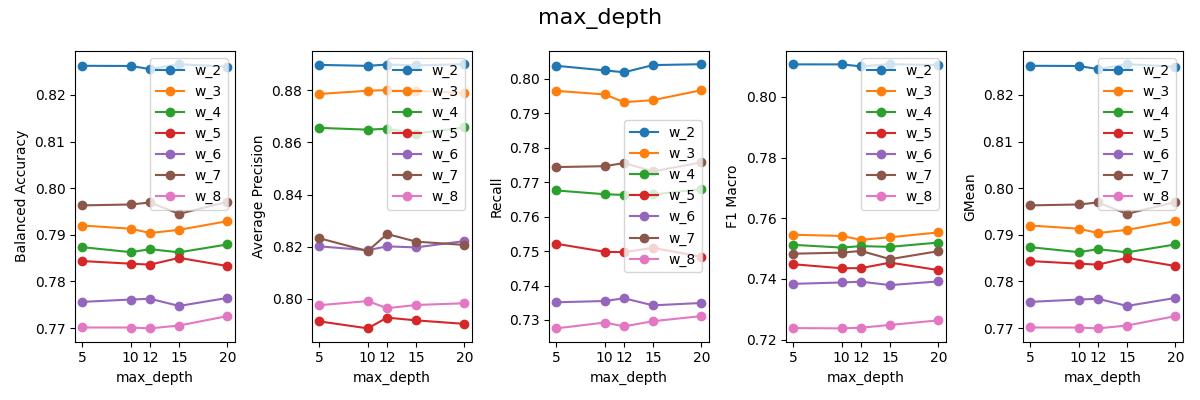 max_depth
Balanced Accuracy
0.82
0.81
0.80
0.79
0.78
0.77
5
10
12
15
20
max_depth
w_2
w_3
w_4
w_5
w_6
w_7
w_8
Average Precision
0.88
0.86
0.84
0.82
0.80
5
10
12
15
20
max_depth
w_2
w_3
w_4
w_5
w_6
w_7
w_8
Recall
0.80
0.79
0.78
0.77
0.76
0.75
0.74
0.73
5
10
12
15
20
max_depth
w_2
w_3
w_4
w_5
w_6
w_7
w_8
F1 Macro
0.80
0.78
0.76
0.74
0.72
5
10
12
15
20
max_depth
w_2
w_3
w_4
w_5
w_6
w_7
w_8
GMean
0.82
0.81
0.80
0.79
0.78
0.77
5
10
12
15
20
max_depth
w_2
w_3
w_4
w_5
w_6
w_7
w_8